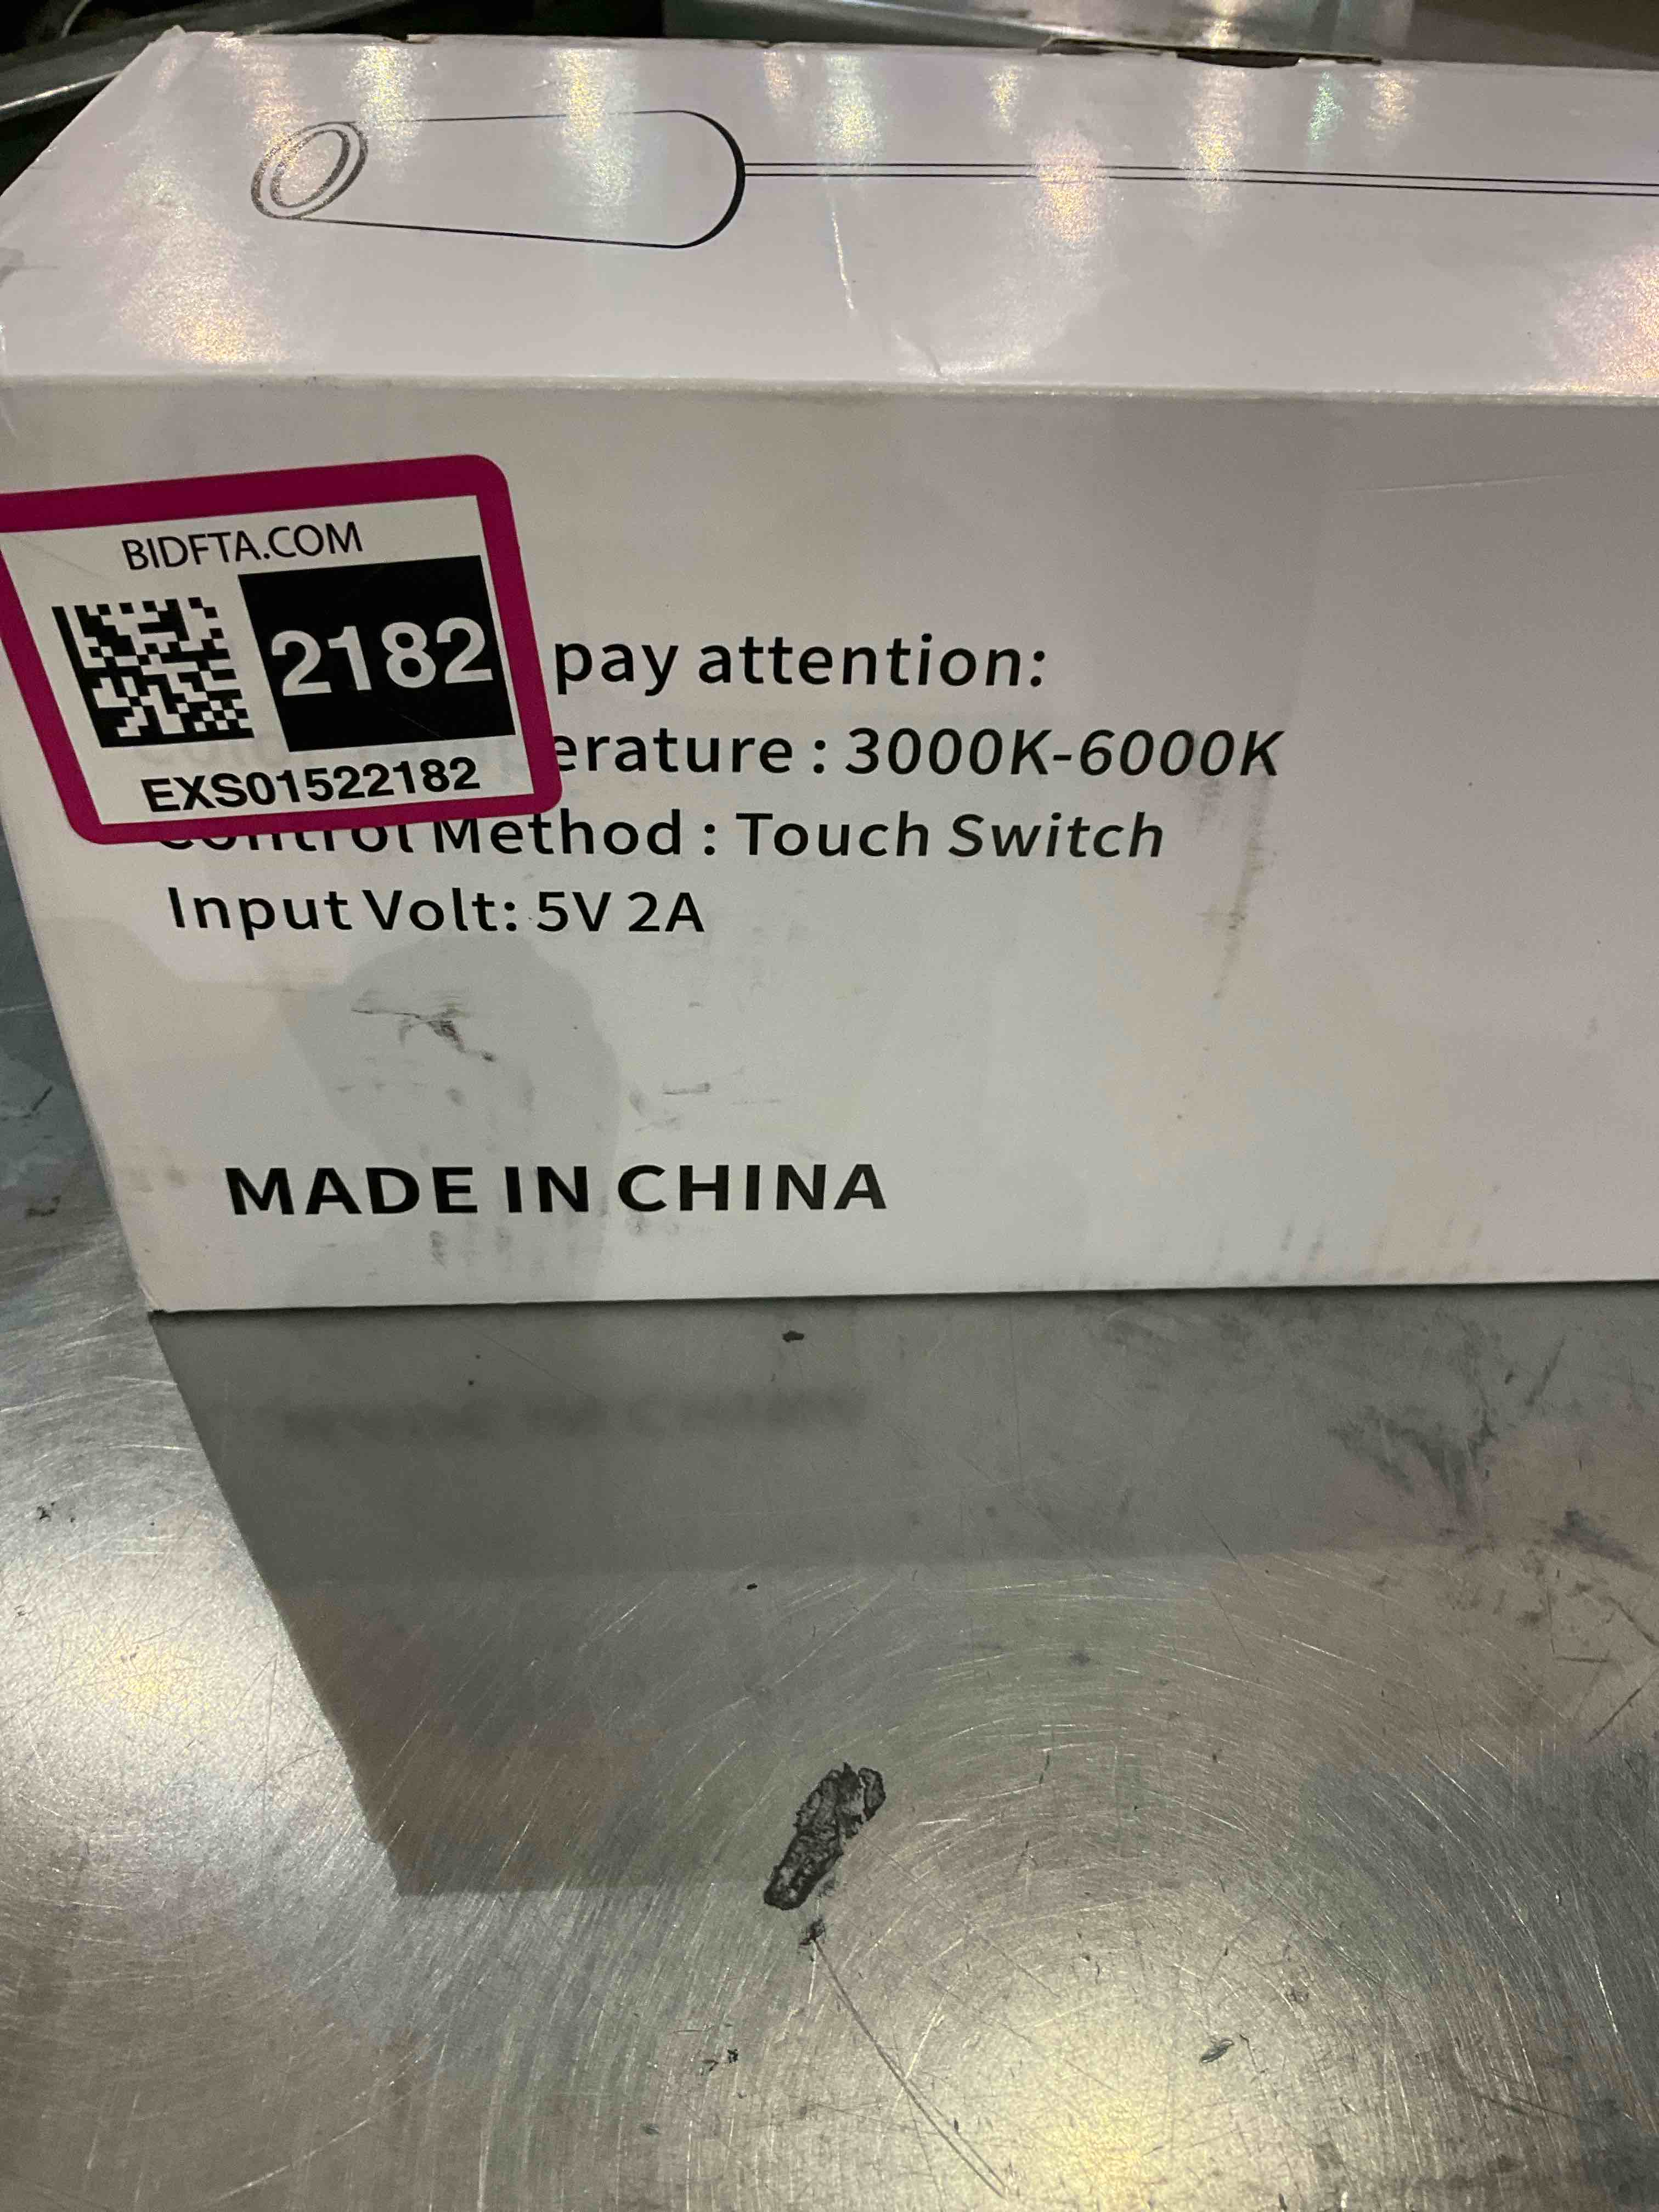 BIDFTA.COM
2182
EXS01522182
pay attention:
erature : 3000K-6000K
Control Method : Touch Switch
Input Volt: 5V 2A
MADE IN CHINA